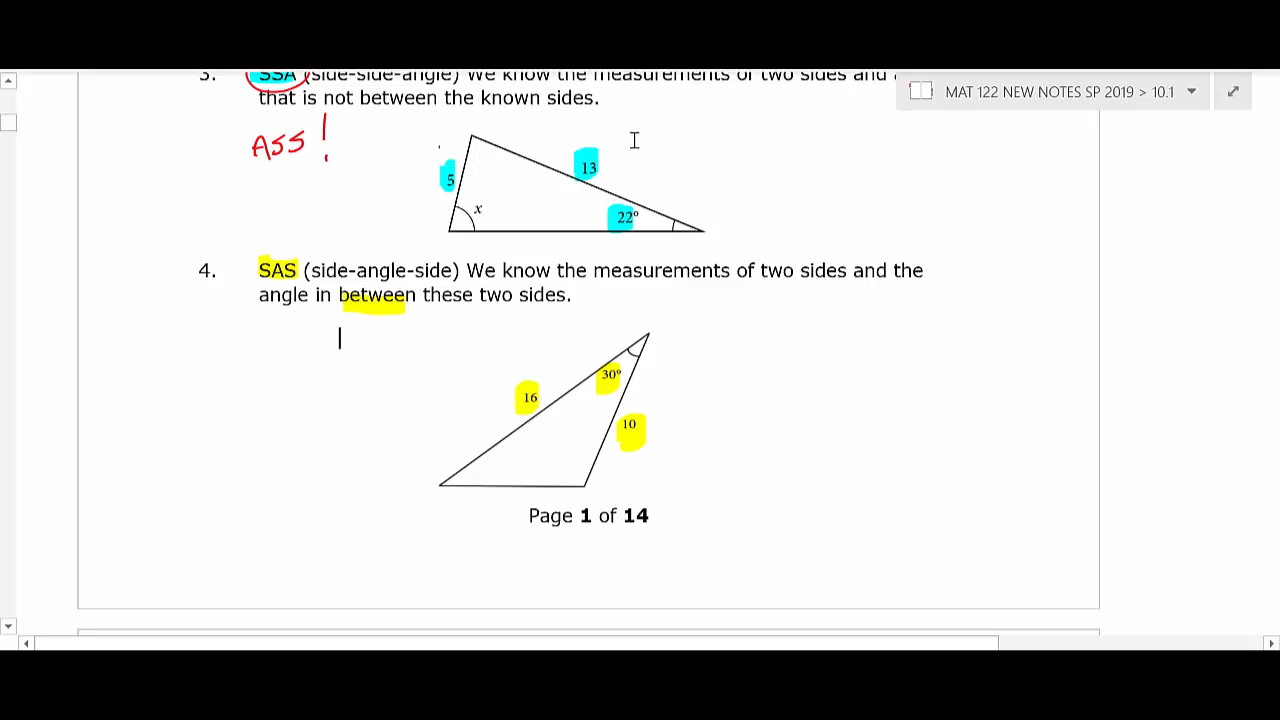 3. SSA (side-side-angle) We know the measurements of two sides and
MAT 122 NEW NOTES SP 2019 > 10.1
that is not between the known sides.
ASS !
13
5
x
22°
4. SAS (side-angle-side) We know the measurements of two sides and the
angle in between these two sides.
30°
16
10
Page 1 of 14